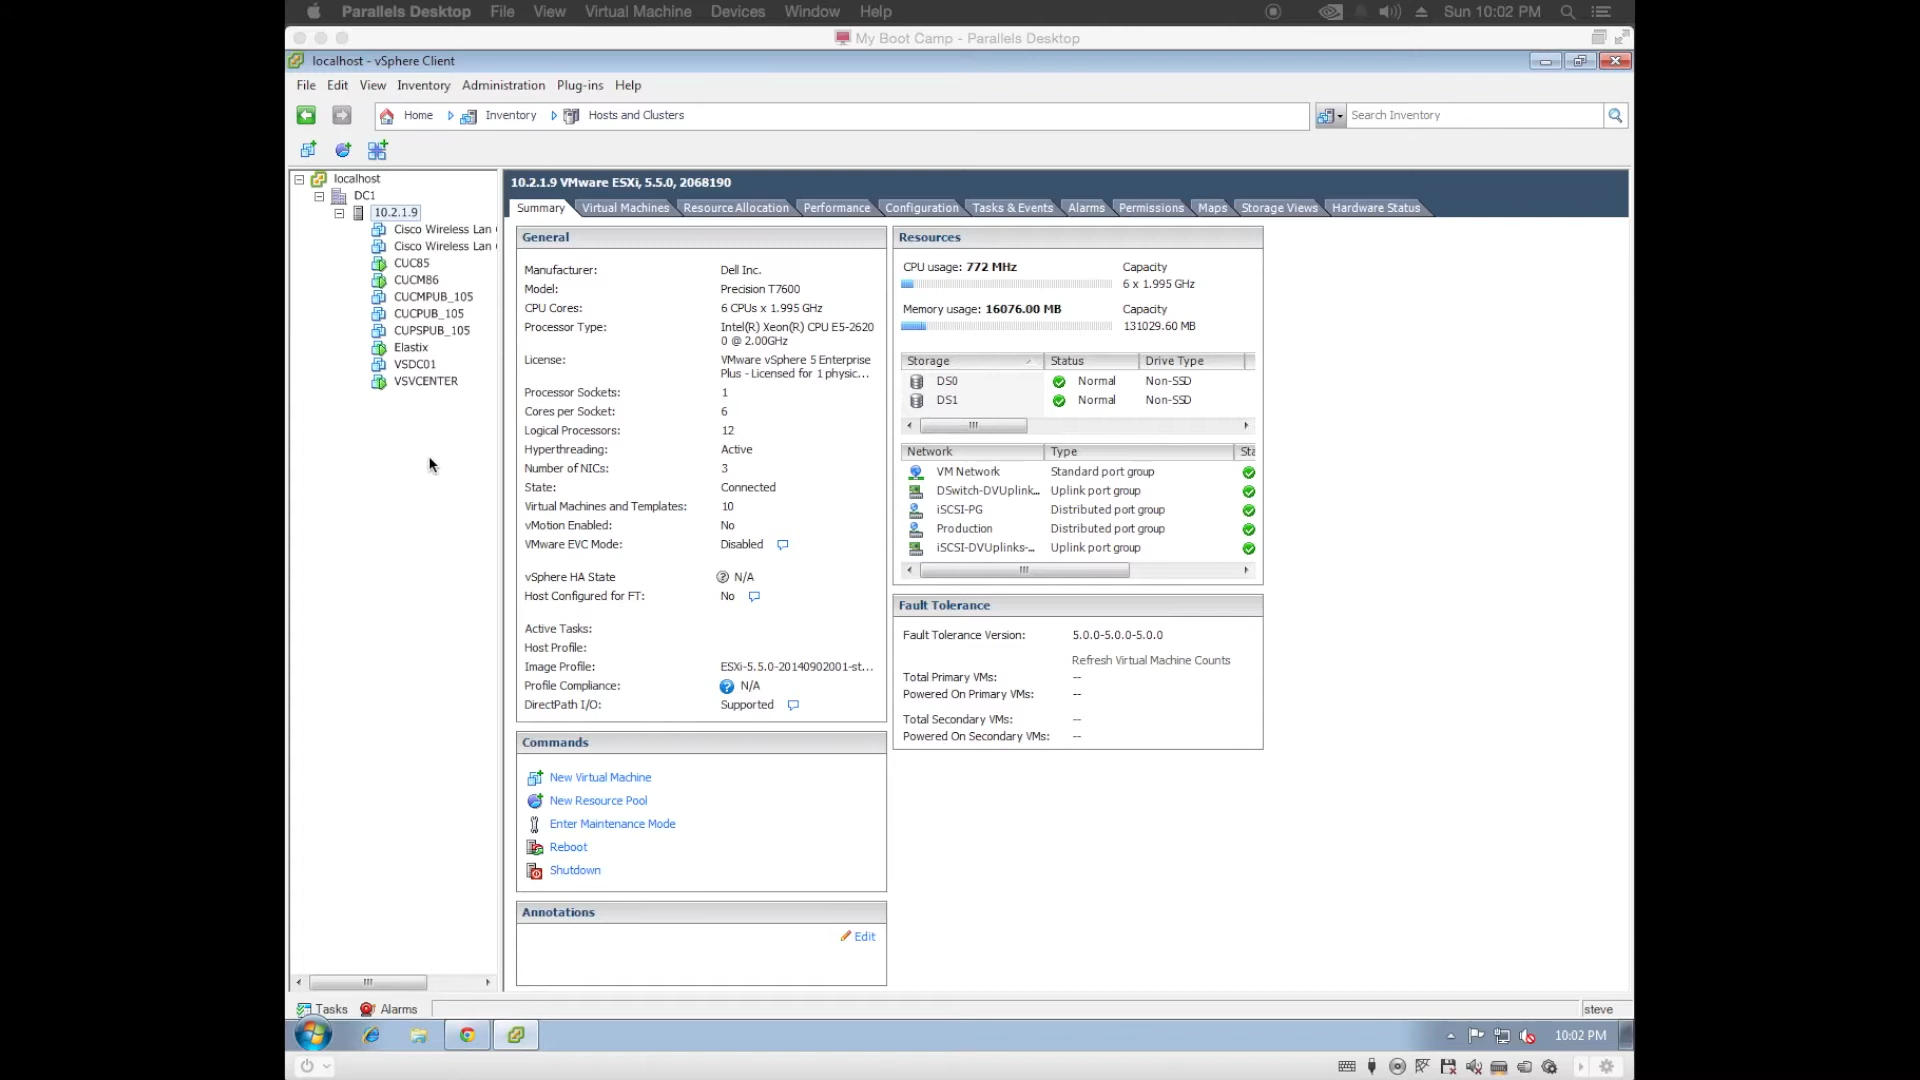 Parallels Desktop File View Virtual Machine Devices Window Help Sun 10:02 PM
My Boot Camp - Parallels Desktop
localhost - vSphere Client
File Edit View Inventory Administration Plug-ins Help
Home Inventory Hosts and Clusters Search Inventory
localhost
DC1
10.2.1.9
Cisco Wireless Lan
Cisco Wireless Lan
CUC85
CUCM86
CUCMPUB_105
CUCPUB_105
CUPSPUB_105
Elastix
VSDC01
VSVCENTER
10.2.1.9 VMware ESXi, 5.5.0, 2068190
Summary Virtual Machines Resource Allocation Performance Configuration Tasks & Events Alarms Permissions Maps Storage Views Hardware Status
General
Manufacturer: Dell Inc.
Model: Precision T7600
CPU Cores: 6 CPUs x 1.995 GHz
Processor Type: Intel(R) Xeon(R) CPU E5-2620
0 @ 2.00GHz
License: VMware vSphere 5 Enterprise
Plus - Licensed for 1 physic...
Processor Sockets: 1
Cores per Socket: 6
Logical Processors: 12
Hyperthreading: Active
Number of NICs: 3
State: Connected
Virtual Machines and Templates: 10
vMotion Enabled: No
VMware EVC Mode: Disabled
vSphere HA State N/A
Host Configured for FT: No
Active Tasks:
Host Profile:
Image Profile: ESXi-5.5.0-20140902001-st...
Profile Compliance: N/A
DirectPath I/O: Supported
Commands
New Virtual Machine
New Resource Pool
Enter Maintenance Mode
Reboot
Shutdown
Annotations
Edit
Resources
CPU usage: 772 MHz Capacity
6 x 1.995 GHz
Memory usage: 16076.00 MB Capacity
131029.60 MB
Storage Status Drive Type
DS0 Normal Non-SSD
DS1 Normal Non-SSD
Network Type Sta
VM Network Standard port group
DSwitch-DVUplink... Uplink port group
iSCSI-PG Distributed port group
Production Distributed port group
iSCSI-DVUplinks-... Uplink port group
Fault Tolerance
Fault Tolerance Version: 5.0.0-5.0.0-5.0.0
Refresh Virtual Machine Counts
Total Primary VMs: --
Powered On Primary VMs: --
Total Secondary VMs: --
Powered On Secondary VMs: --
Tasks Alarms steve
10:02 PM